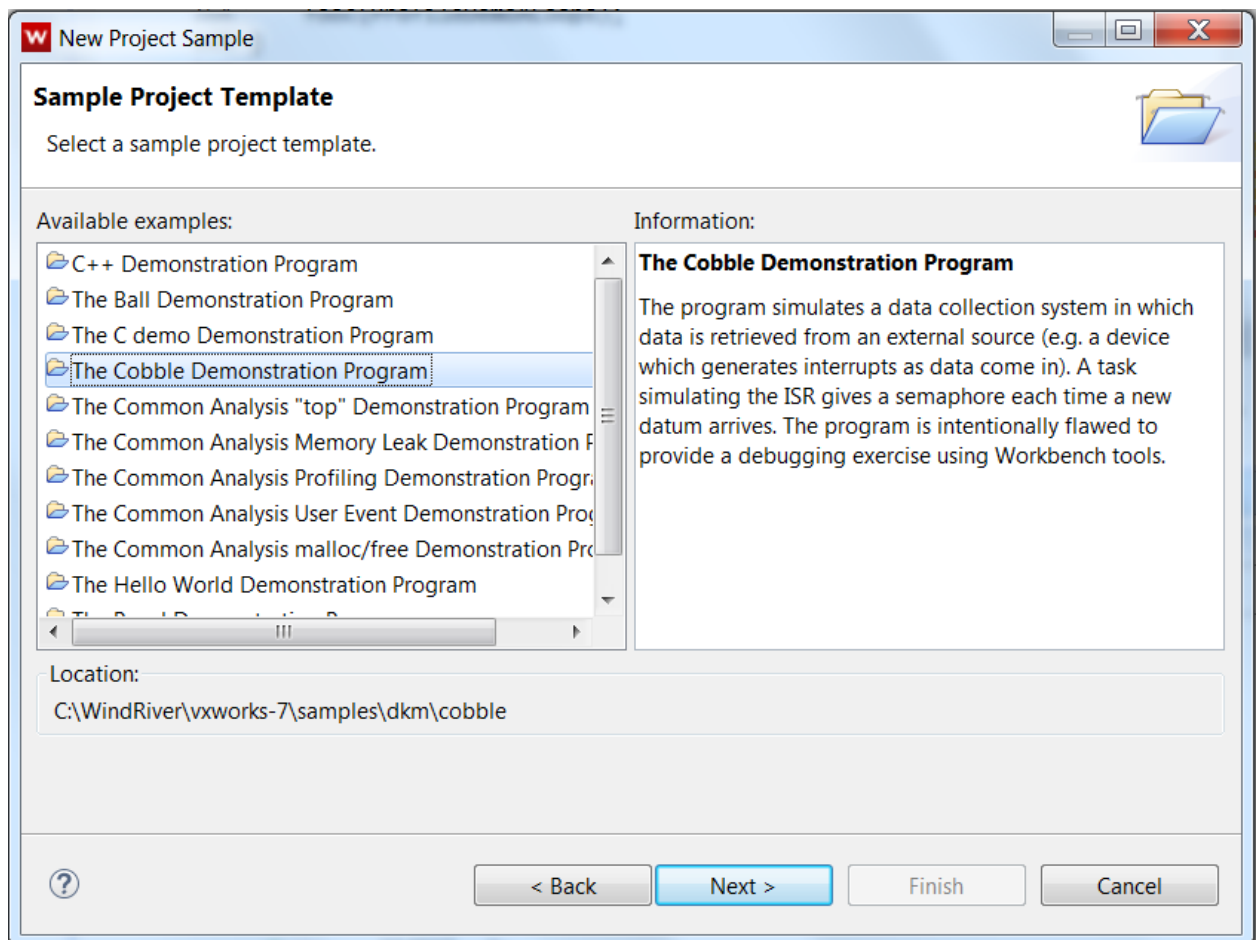 New Project Sample
Sample Project Template
Select a sample project template.
Available examples:
C++ Demonstration Program
The Ball Demonstration Program
The C demo Demonstration Program
The Cobble Demonstration Program
The Common Analysis "top" Demonstration Program
The Common Analysis Memory Leak Demonstration
The Common Analysis Profiling Demonstration
The Common Analysis User Event Demonstration
The Common Analysis malloc/free Demonstration
The Hello World Demonstration Program
Information:
The Cobble Demonstration Program
The program simulates a data collection system in which
data is retrieved from an external source (e.g. a device
which generates interrupts as data come in). A task
simulating the ISR gives a semaphore each time a new
datum arrives. The program is intentionally flawed to
provide a debugging exercise using Workbench tools.
Location:
C:\WindRiver\vxworks-7\samples\dkm\cobble
< Back
Next >
Finish
Cancel